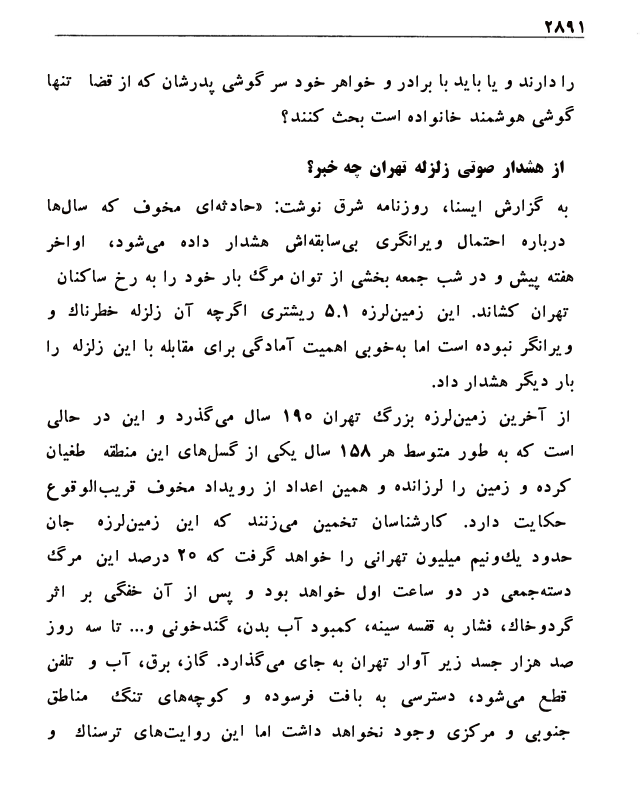 ۲۸۹۱
را دارند و یا باید با برادر و خواهر خود سر گوشی پدرشان که از قضا تنها
گوشی هوشمند خانواده است بحث کنند؟
از هشدار صوتی زلزله تهران چه خبر؟
به گزارش ایسنا، روزنامه شرق نوشت: «حادثه‌ای مخوف که سال‌ها
درباره احتمال ویرانگری بی‌سابقه‌اش هشدار داده می‌شود، اواخر
هفته پیش و در شب جمعه بخشی از توان مرگ بار خود را به رخ ساکنان
تهران کشاند. این زمین‌لرزه ۵.۱ ریشتری اگرچه آن زلزله خطرناك و
ویرانگر نبوده است اما به‌خوبی اهمیت آمادگی برای مقابله با این زلزله را
بار دیگر هشدار داد.
از آخرین زمین‌لرزه بزرگ تهران ۱۹۰ سال می‌گذرد و این در حالی
است که به طور متوسط هر ۱۵۸ سال یکی از گسل‌های این منطقه طغیان
کرده و زمین را لرزانده و همین اعداد از رویداد مخوف قریب‌الوقوع
حکایت دارد. کارشناسان تخمین می‌زنند که این زمین‌لرزه جان
حدود یك‌ونیم میلیون تهرانی را خواهد گرفت که ۲۰ درصد این مرگ
دسته‌جمعی در دو ساعت اول خواهد بود و پس از آن خفگی بر اثر
گردوخاك، فشار به قفسه سینه، کمبود آب بدن، گندخونی و... تا سه روز
صد هزار جسد زیر آوار تهران به جای می‌گذارد. گاز، برق، آب و تلفن
قطع می‌شود، دسترسی به بافت فرسوده و کوچه‌های تنگ مناطق
جنوبی و مرکزی وجود نخواهد داشت اما این روایت‌های ترسناك و